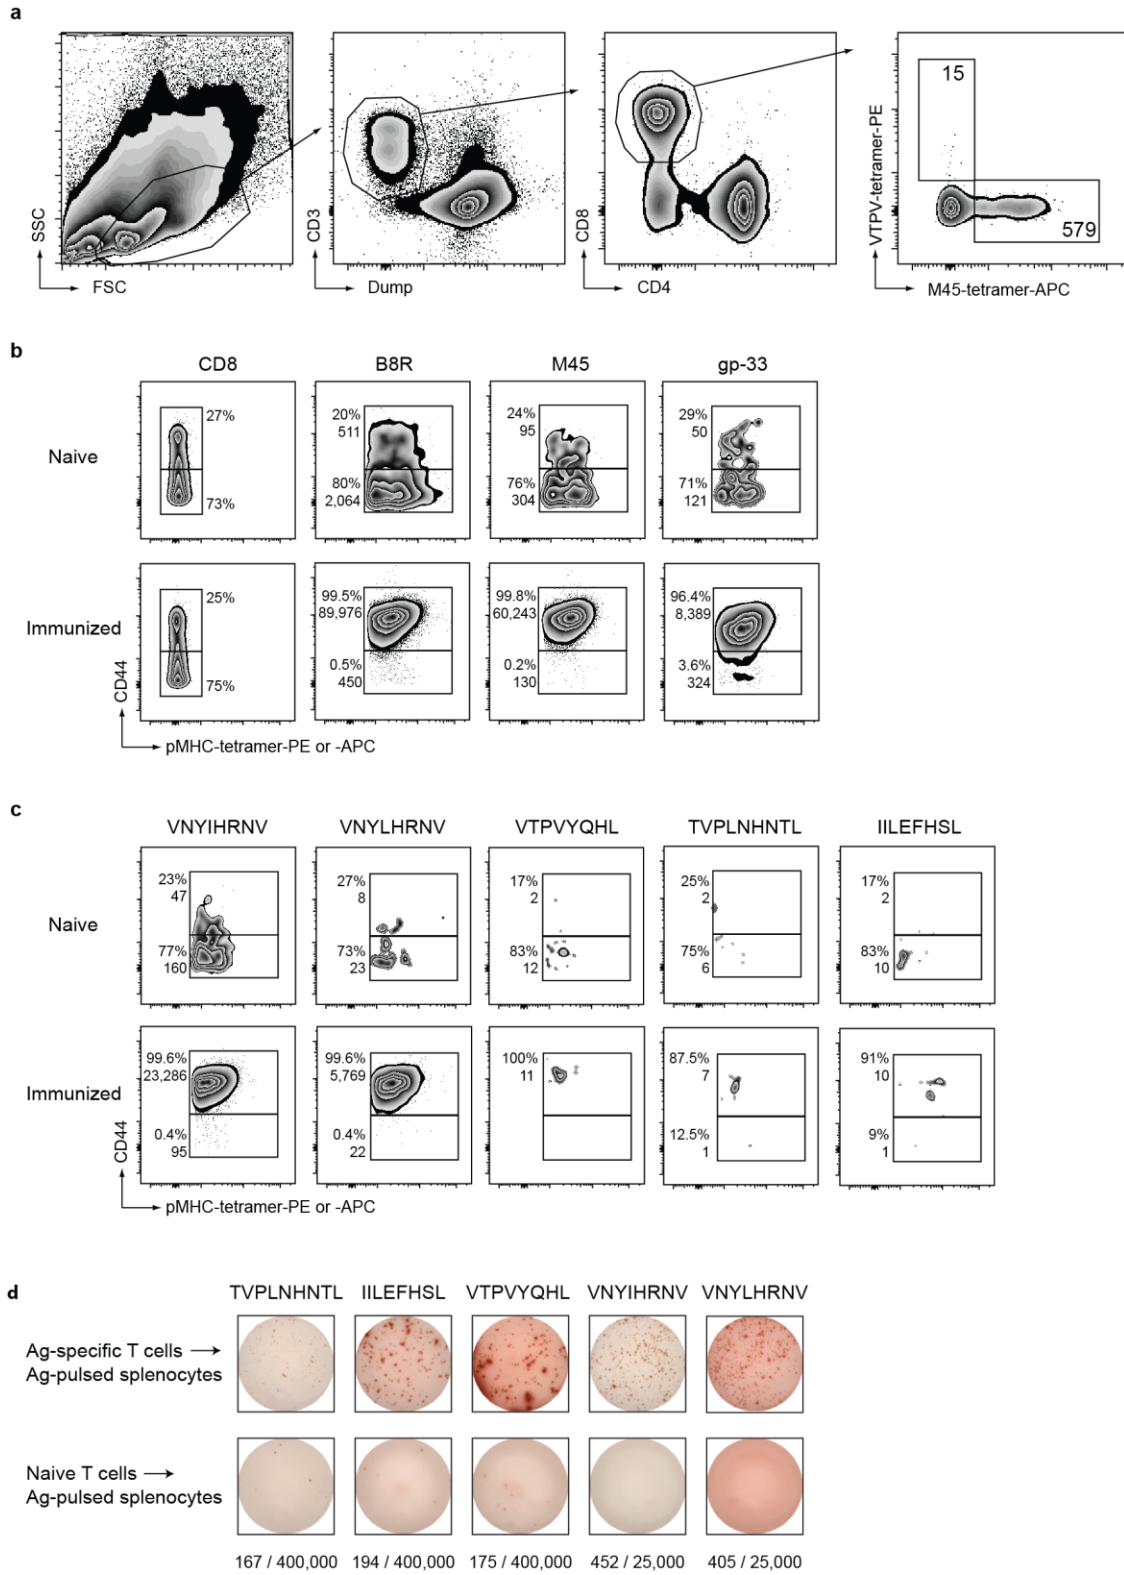 a
SSC
FSC
CD3
Dump
CD8
CD4
VTPV-tetramer-PE
M45-tetramer-APC
15
579
b
CD8 B8R M45 gp-33
Naive
27%
73%
20%
511
80%
2,064
24%
95
76%
304
29%
50
71%
121
Immunized
25%
75%
99.5%
89,976
0.5%
450
99.8%
60,243
0.2%
130
96.4%
8,389
3.6%
324
CD44
pMHC-tetramer-PE or -APC
c
VNYIHRNV VNYLHRNV VTPVYQHL TVPLNHNTL IILEFHSL
Naive
23%
47
77%
160
27%
8
73%
23
17%
2
83%
12
25%
2
75%
6
17%
2
83%
10
Immunized
99.6%
23,286
0.4%
95
99.6%
5,769
0.4%
22
100%
11
87.5%
7
12.5%
1
91%
10
9%
1
CD44
pMHC-tetramer-PE or -APC
d
TVPLNHNTL IILEFHSL VTPVYQHL VNYIHRNV VNYLHRNV
Ag-specific T cells →
Ag-pulsed splenocytes
Naive T cells →
Ag-pulsed splenocytes
167 / 400,000 194 / 400,000 175 / 400,000 452 / 25,000 405 / 25,000